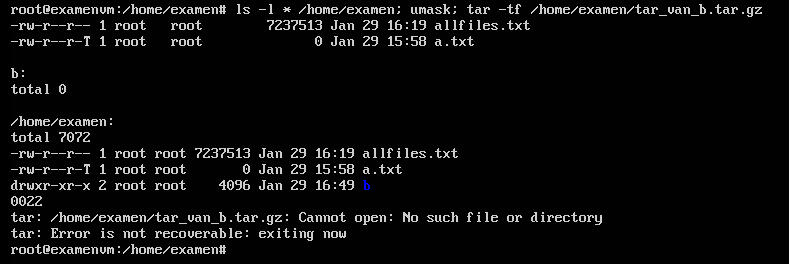 root@examenvm:/home/examen# ls -l * /home/examen; umask; tar -tf /home/examen/tar_van_b.tar.gz
-rw-r--r-- 1 root   root        7237513 Jan 29 16:19 allfiles.txt
-rw-r--r-T 1 root   root              0 Jan 29 15:58 a.txt
b:
total 0
/home/examen:
total 7072
-rw-r--r-- 1 root root 7237513 Jan 29 16:19 allfiles.txt
-rw-r--r-T 1 root root       0 Jan 29 15:58 a.txt
drwxr-xr-x 2 root root    4096 Jan 29 16:49 b
0022
tar: /home/examen/tar_van_b.tar.gz: Cannot open: No such file or directory
tar: Error is not recoverable: exiting now
root@examenvm:/home/examen#